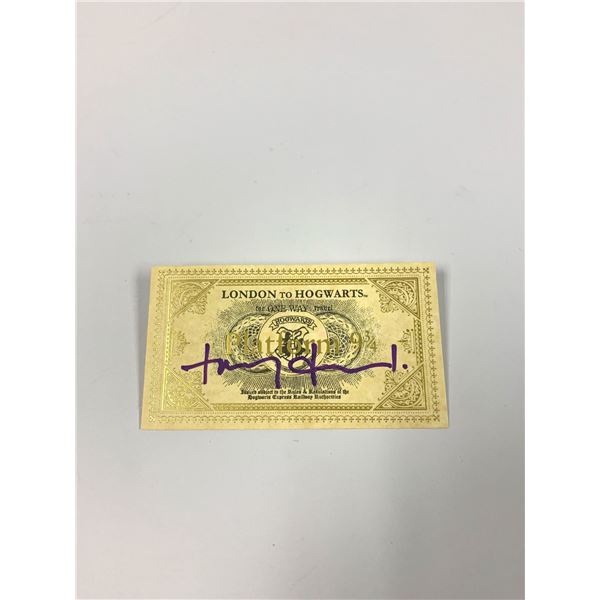 LONDON TO HOGWARTS™
for ONE WAY travel
HOGWARTS
Platform 9¾
Issued subject to the Rules & Regulations of the
Hogwarts Express Railway Authorities